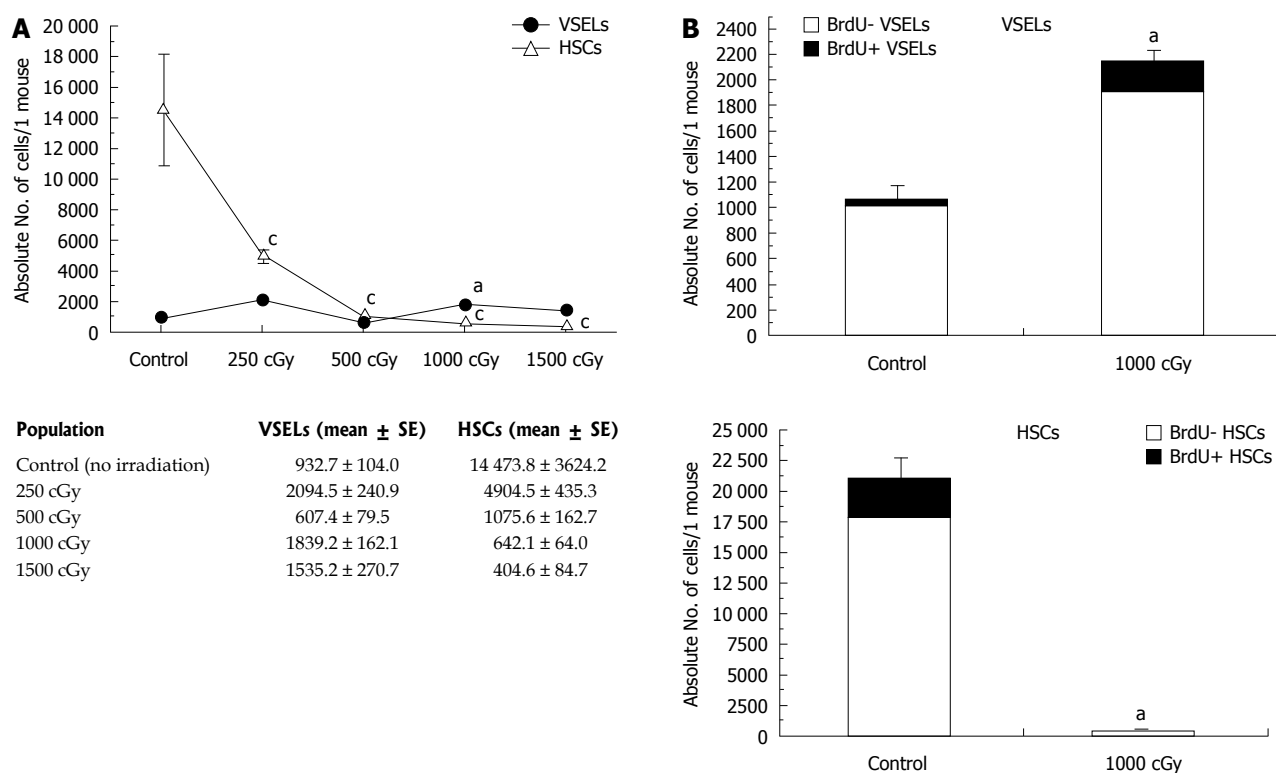 A
20 000
18 000
16 000
14 000
12 000
10 000
8000
6000
4000
2000
0
Absolute No. of cells/1 mouse
VSELs
HSCs
c
c
a
c
c
Control 250 cGy 500 cGy 1000 cGy 1500 cGy
Population VSELs (mean ± SE) HSCs (mean ± SE)
Control (no irradiation) 932.7 ± 104.0 14 473.8 ± 3624.2
250 cGy 2094.5 ± 240.9 4904.5 ± 435.3
500 cGy 607.4 ± 79.5 1075.6 ± 162.7
1000 cGy 1839.2 ± 162.1 642.1 ± 64.0
1500 cGy 1535.2 ± 270.7 404.6 ± 84.7
B
BrdU- VSELs
BrdU+ VSELs
VSELs
a
2400
2200
2000
1800
1600
1400
1200
1000
800
600
400
200
0
Absolute No. of cells/1 mouse
Control 1000 cGy
HSCs
BrdU- HSCs
BrdU+ HSCs
25 000
22 500
20 000
17 500
15 000
12 500
10 000
7500
5000
2500
0
Absolute No. of cells/1 mouse
a
Control 1000 cGy